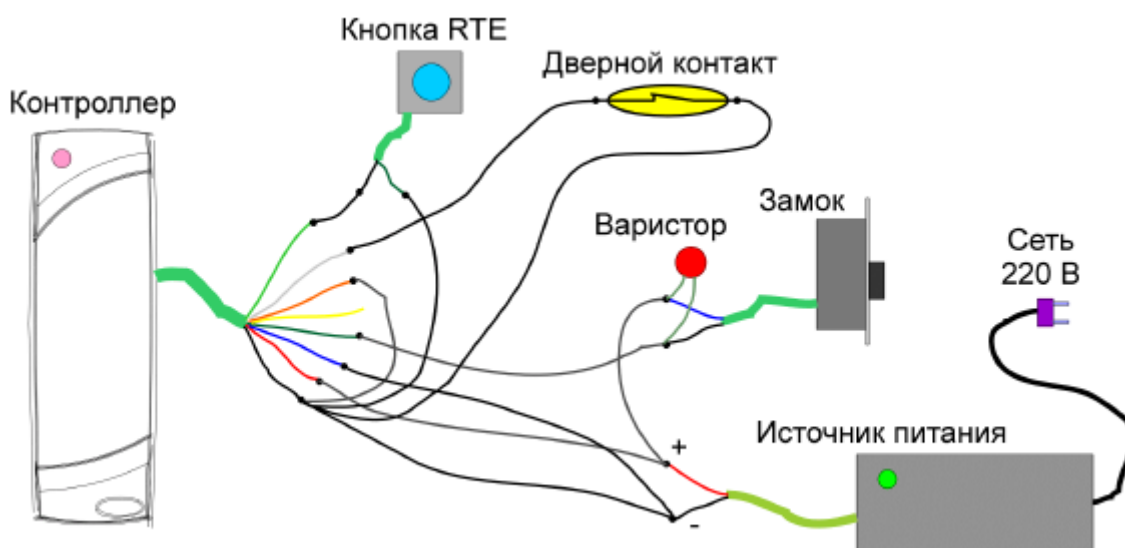 Кнопка RTE
Дверной контакт
Контроллер
Замок
Варистор
Сеть
220 В
+
Источник питания
-